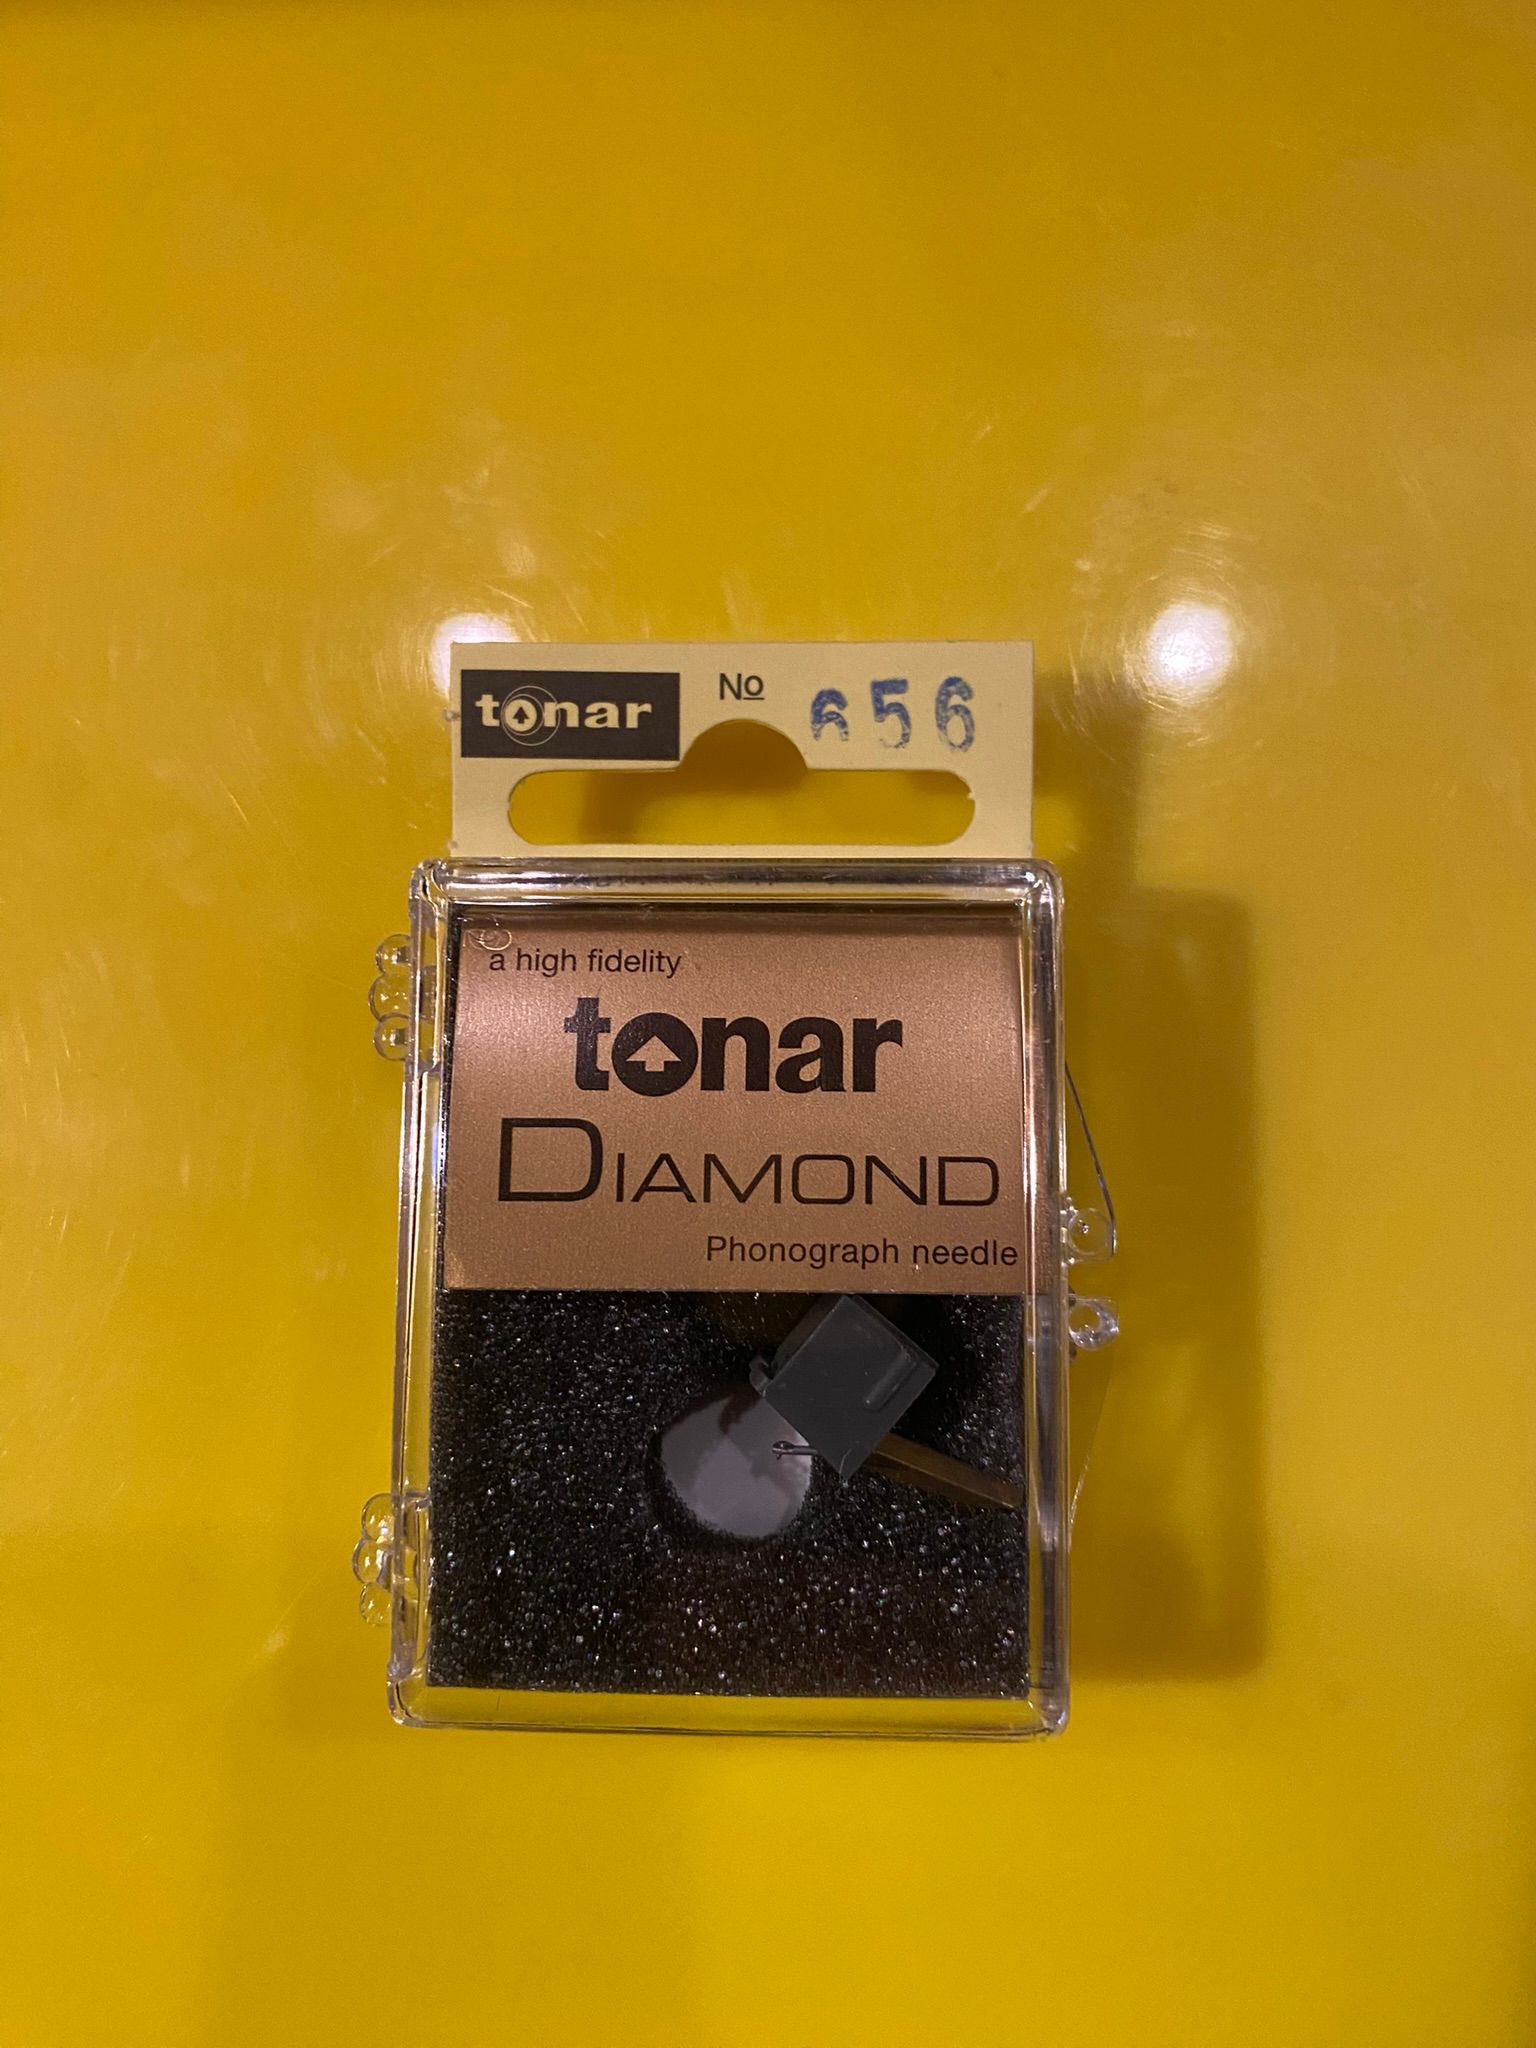 tonar
No 656
a high fidelity
tonar
DIAMOND
Phonograph needle